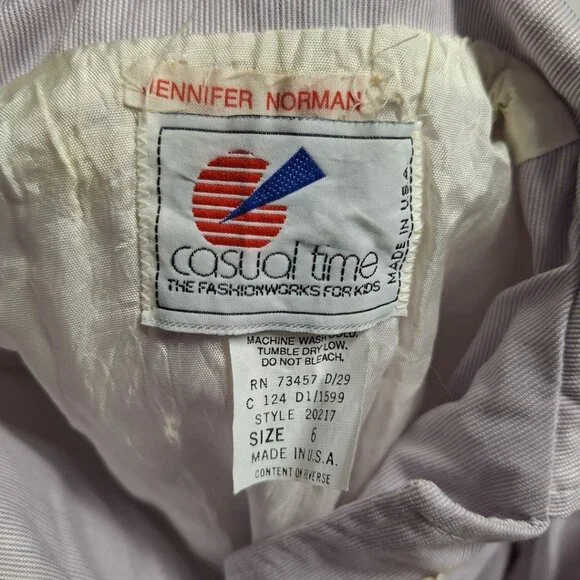 JENNIFER NORMAN
casual time
THE FASHIONWORKS FOR KIDS
MADE IN U.S.A.
MACHINE WASH COLD.
TUMBLE DRY LOW.
DO NOT BLEACH.
RN 73457 D/29
C 124 D1/1599
STYLE 20217
SIZE 6
MADE IN U.S.A.
CONTENT ON REVERSE